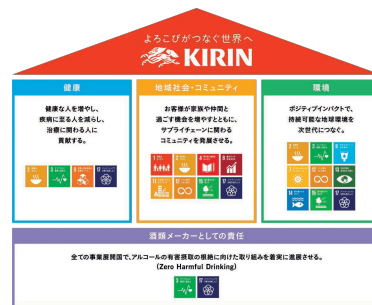 よろこびがつなぐ世界へ
KIRIN
健康
健康な人を増やし、
疾病に至る人を減らし、
治療に関わる人に
貢献する。
地域社会・コミュニティ
お客様が家族や仲間と
過ごす機会を増やすとともに、
サプライチェーンに関わる
コミュニティを発展させる。
環境
ポジティブインパクトで、
持続可能な地球環境を
次世代につなぐ。
酒類メーカーとしての責任
全ての事業展開国で、アルコールの有害摂取の根絶に向けた取り組みを着実に進展させる。
(Zero Harmful Drinking)